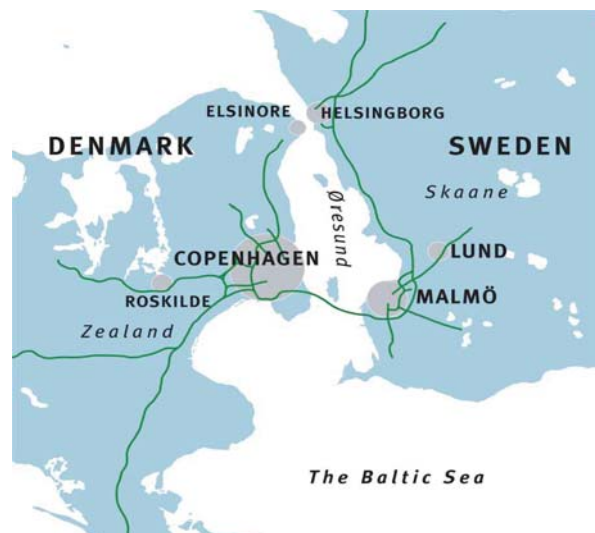 ELSINORE
HELSINGBORG
DENMARK
SWEDEN
Skaane
Øresund
COPENHAGEN
LUND
ROSKILDE
MALMÖ
Zealand
The Baltic Sea